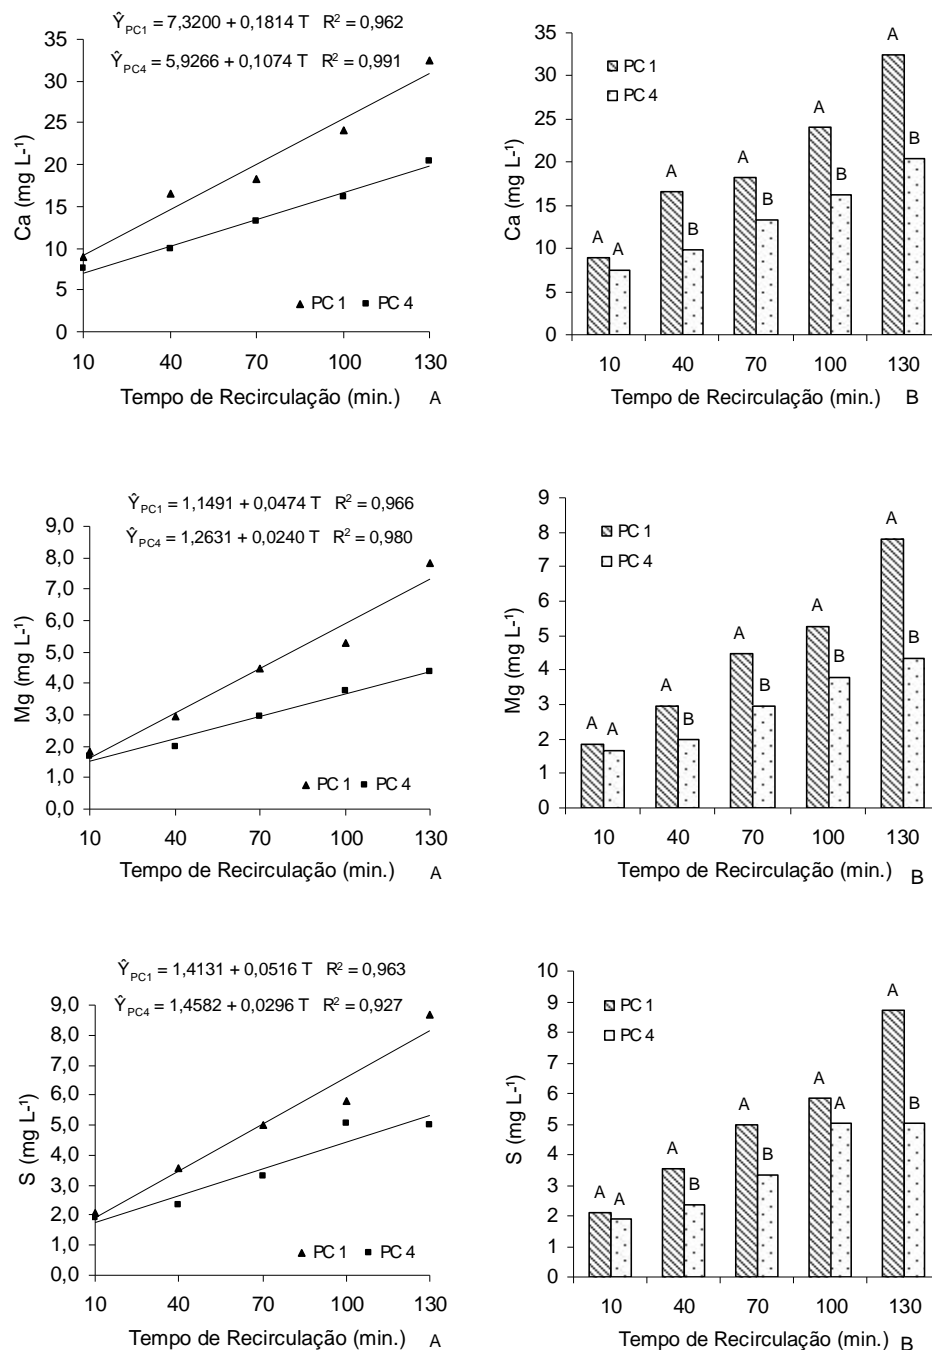 ŶPC1 = 7,3200 + 0,1814 T R² = 0,962
ŶPC4 = 5,9266 + 0,1074 T R² = 0,991
35
30
25
20
15
10
5
0
Ca (mg L-¹)
PC 1 PC 4
10 40 70 100 130
Tempo de Recirculação (min.) A
35
30
25
20
15
10
5
0
Ca (mg L-¹)
PC 1
PC 4
A A
A B
A B
A B
A B
10 40 70 100 130
Tempo de Recirculação (min.) B
ŶPC1 = 1,1491 + 0,0474 T R² = 0,966
ŶPC4 = 1,2631 + 0,0240 T R² = 0,980
9,0
8,0
7,0
6,0
5,0
4,0
3,0
2,0
1,0
0,0
Mg (mg L-¹)
PC 1 PC 4
10 40 70 100 130
Tempo de Recirculação (min.) A
9
8
7
6
5
4
3
2
1
0
Mg (mg L-¹)
PC 1
PC 4
A A
A B
A B
A B
A B
10 40 70 100 130
Tempo de Recirculação (min.) B
ŶPC1 = 1,4131 + 0,0516 T R² = 0,963
ŶPC4 = 1,4582 + 0,0296 T R² = 0,927
9,0
8,0
7,0
6,0
5,0
4,0
3,0
2,0
1,0
0,0
S (mg L-¹)
PC 1 PC 4
10 40 70 100 130
Tempo de Recirculação (min.) A
10
9
8
7
6
5
4
3
2
1
0
S (mg L-¹)
PC 1
PC 4
A A
A B
A B
A A
A B
10 40 70 100 130
Tempo de Recirculação (min.) B